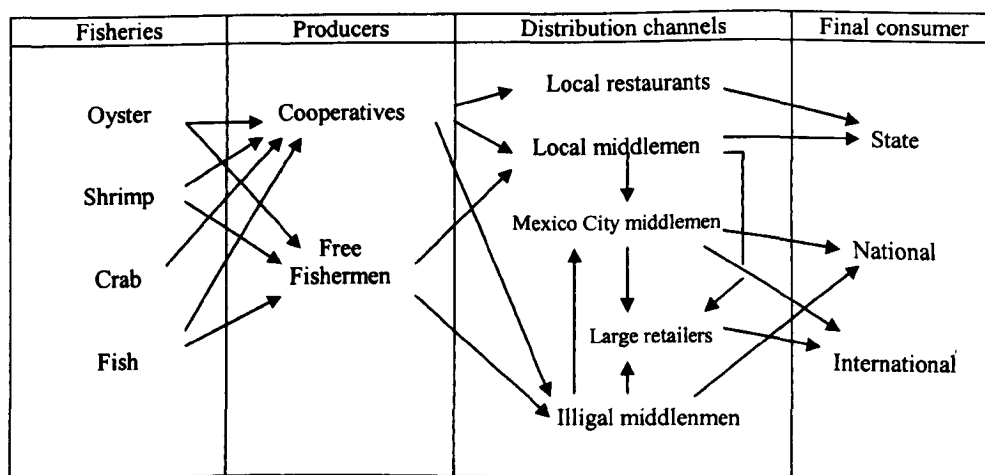 Fisheries
Producers
Distribution channels
Final consumer
Oyster
Shrimp
Crab
Fish
Cooperatives
Free
Fishermen
Local restaurants
Local middlemen
Mexico City middlemen
Large retailers
Illigal middlenmen
State
National
International